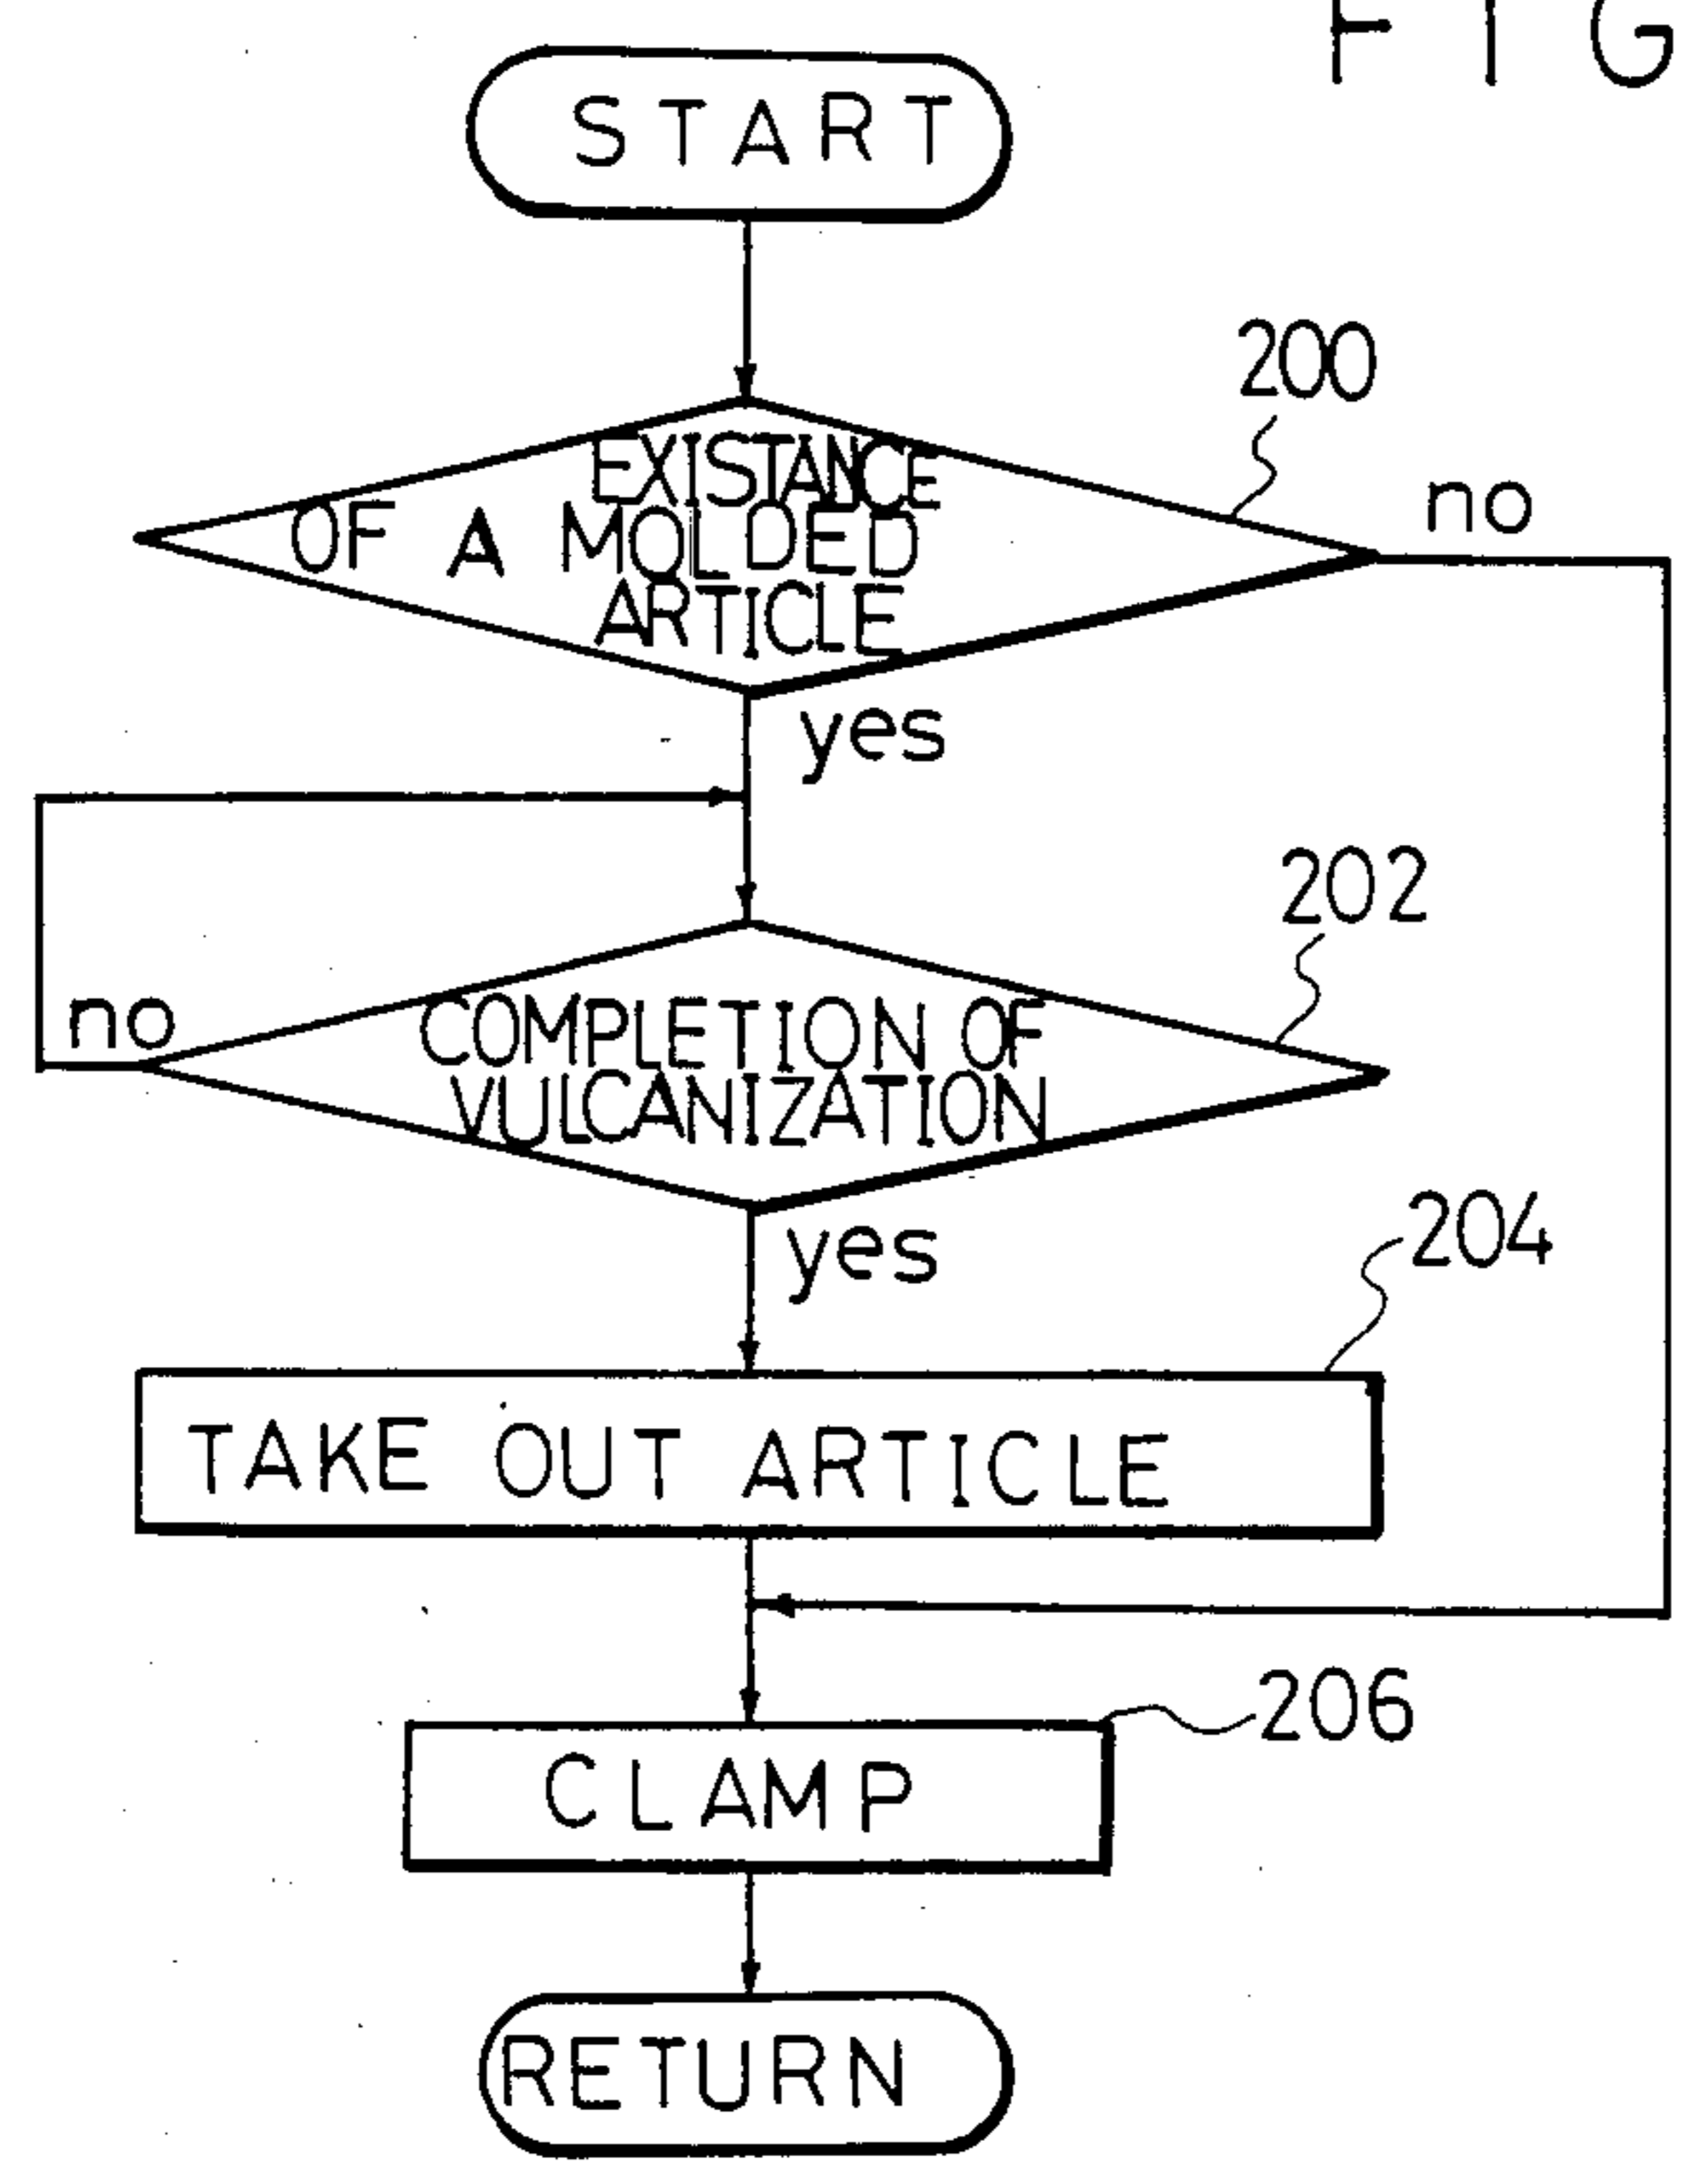 FIG
START
200
EXISTANCE
OF A MOLDED
ARTICLE
no
yes
202
no
COMPLETION OF
VULCANIZATION
yes
204
TAKE OUT ARTICLE
206
CLAMP
RETURN